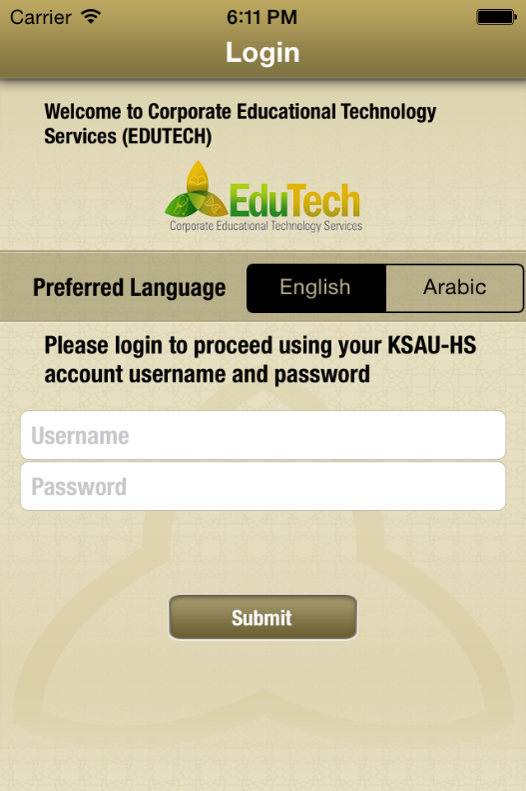 Carrier 6:11 PM
Login
Welcome to Corporate Educational Technology
Services (EDUTECH)
EduTech
Corporate Educational Technology Services
Preferred Language English Arabic
Please login to proceed using your KSAU-HS
account username and password
Username
Password
Submit